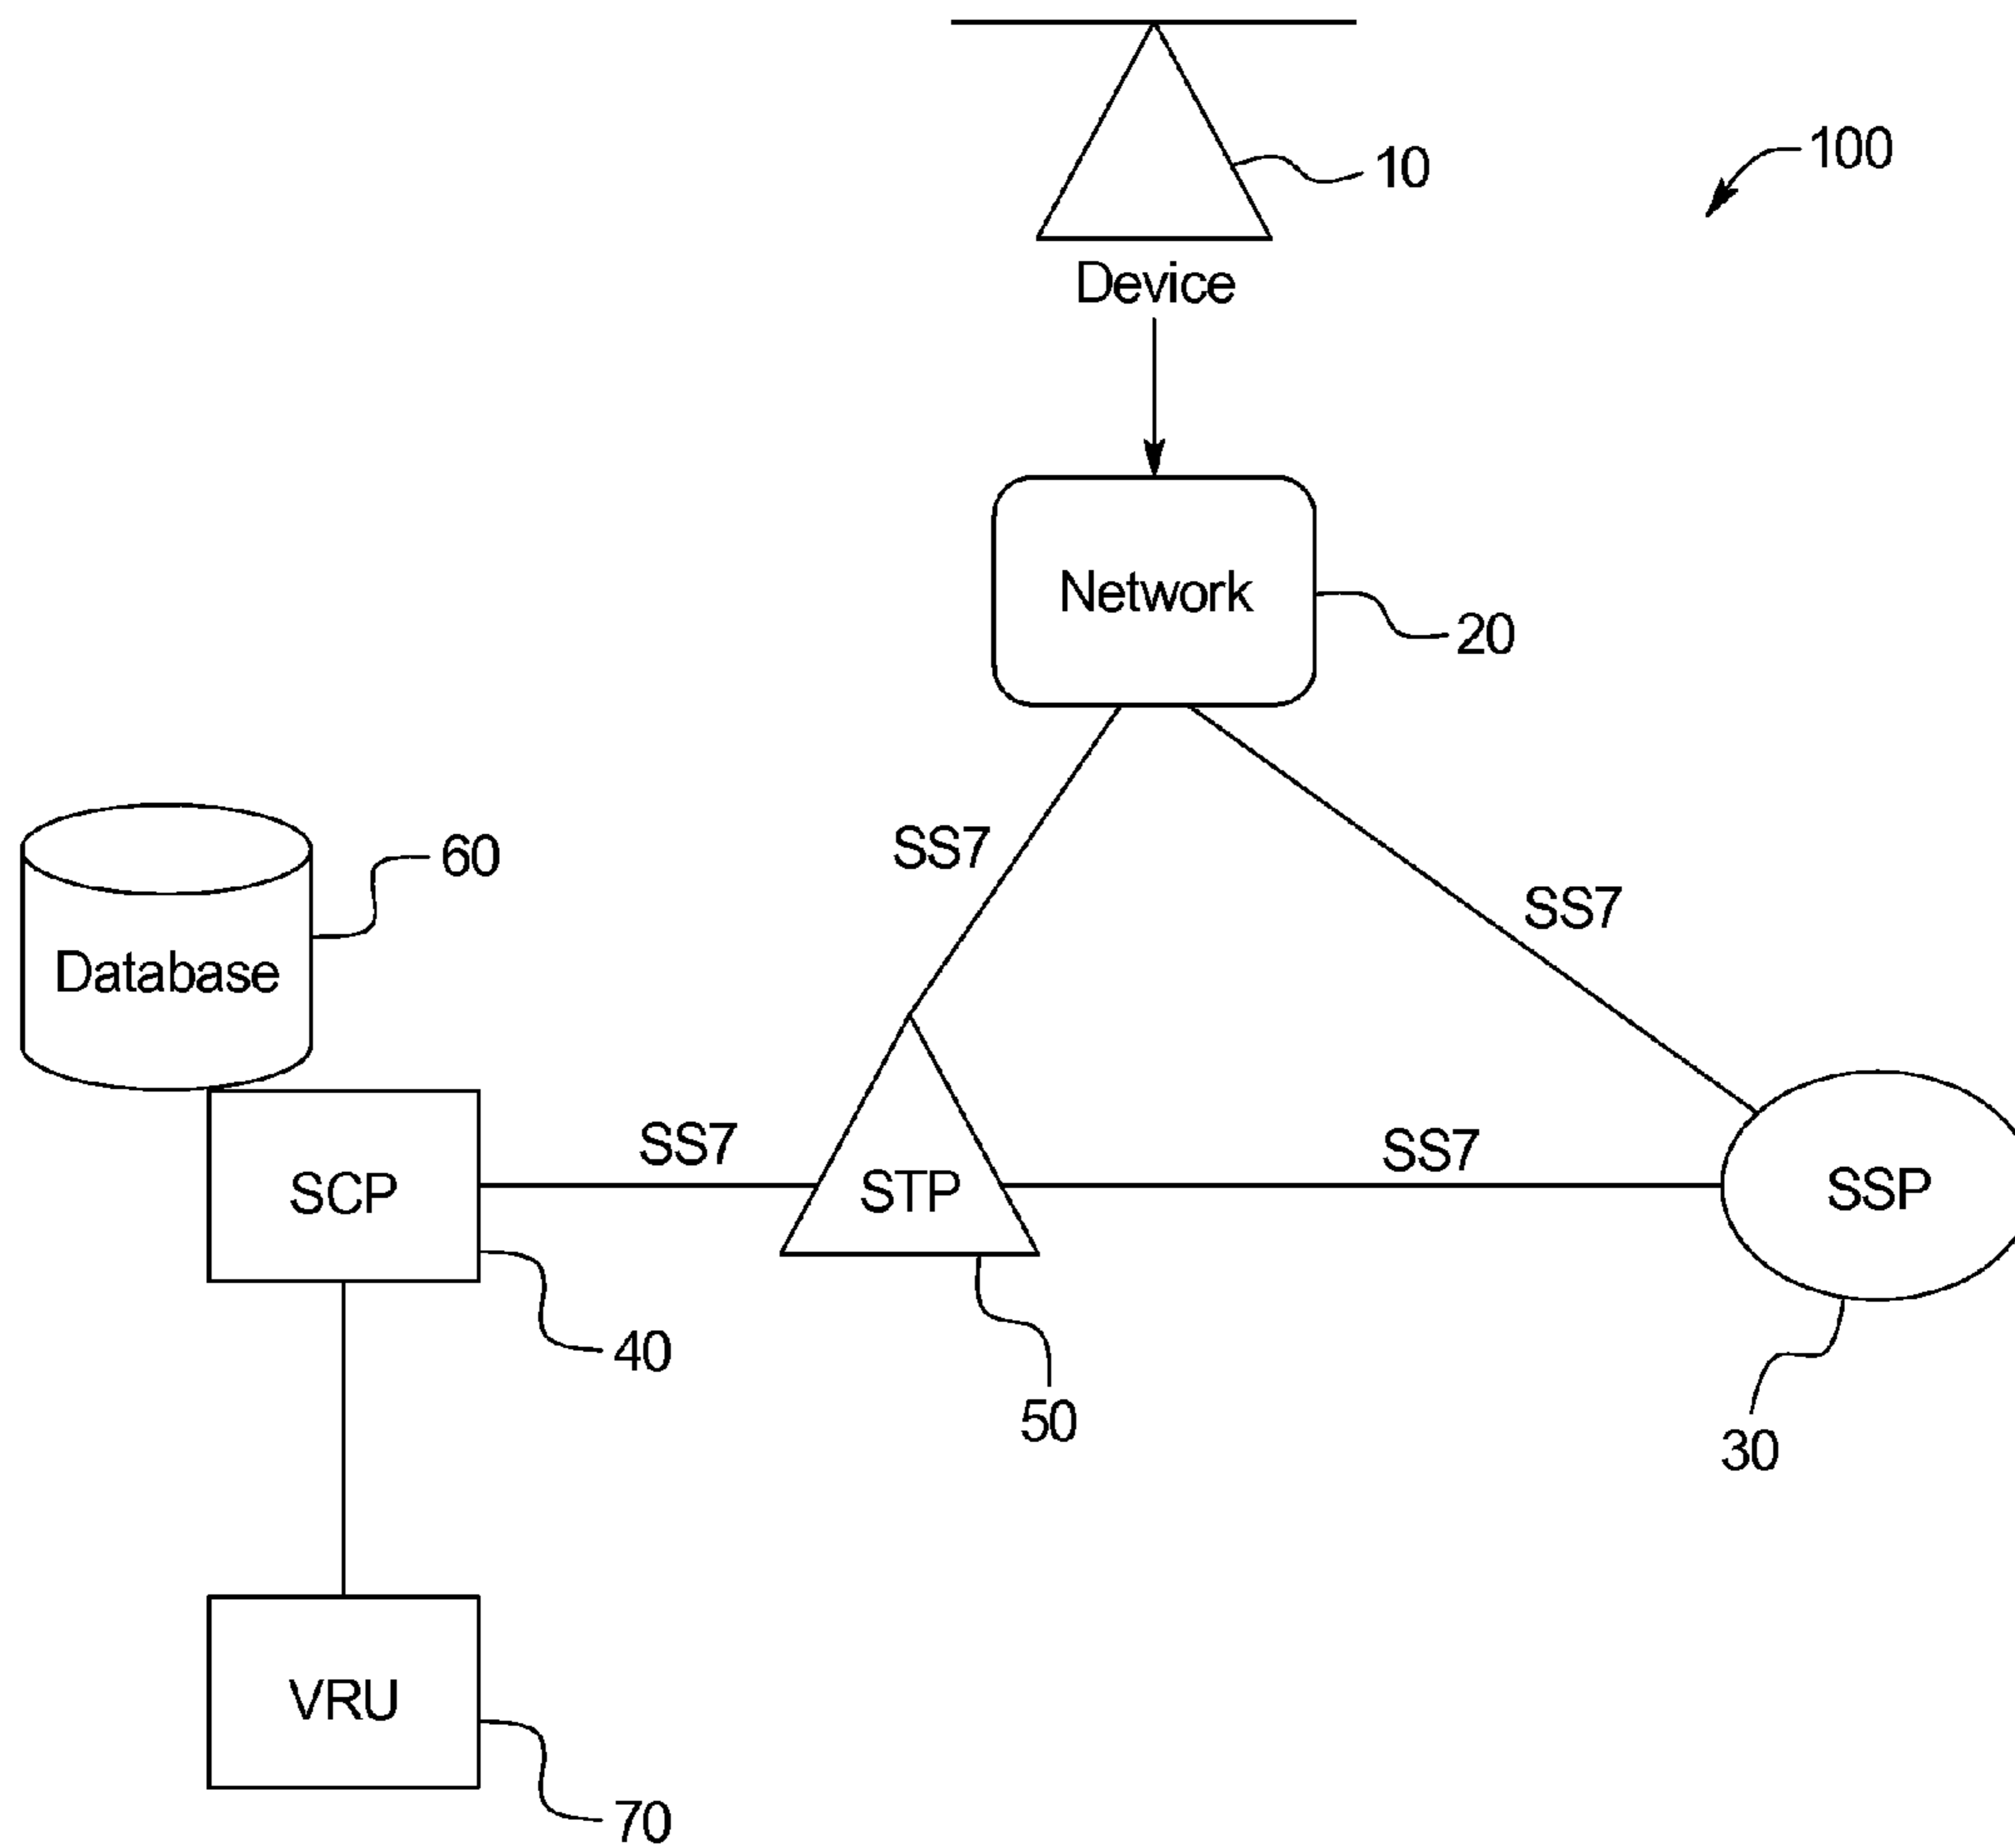 100
10
Device
Network
20
SS7
60
SS7
Database
SS7
SS7
SCP
STP
SSP
40
50
30
VRU
70